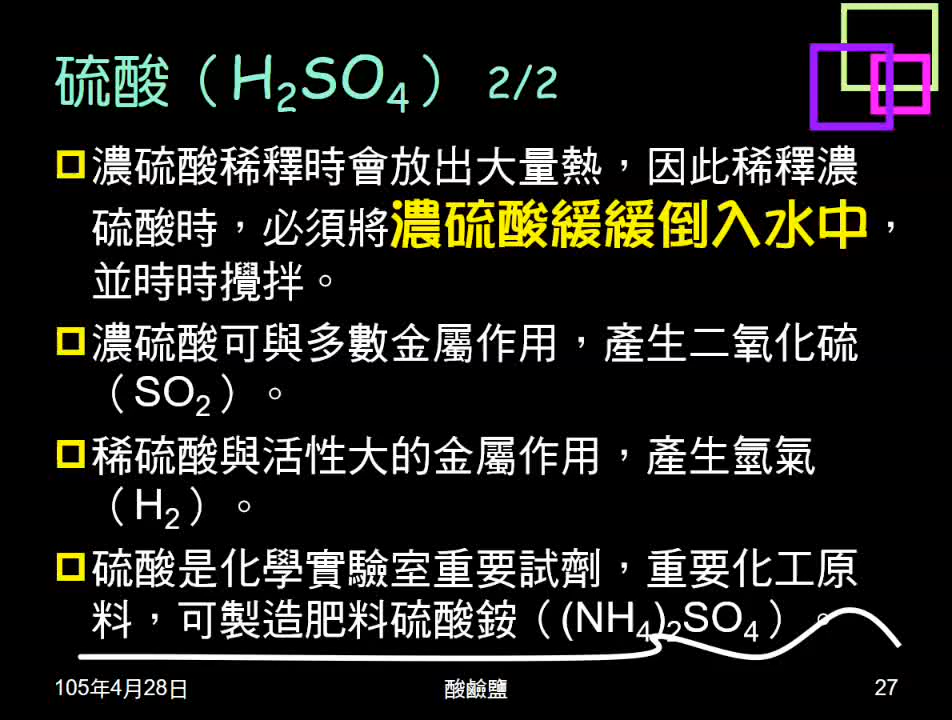 硫酸（H₂SO₄）2/2
濃硫酸稀釋時會放出大量熱，因此稀釋濃
硫酸時，必須將濃硫酸緩緩倒入水中，
並時時攪拌。
濃硫酸可與多數金屬作用，產生二氧化硫
（SO₂）。
稀硫酸與活性大的金屬作用，產生氫氣
（H₂）。
硫酸是化學實驗室重要試劑，重要化工原
料，可製造肥料硫酸銨（(NH₄)₂SO₄）。
105年4月28日
酸鹼鹽
27